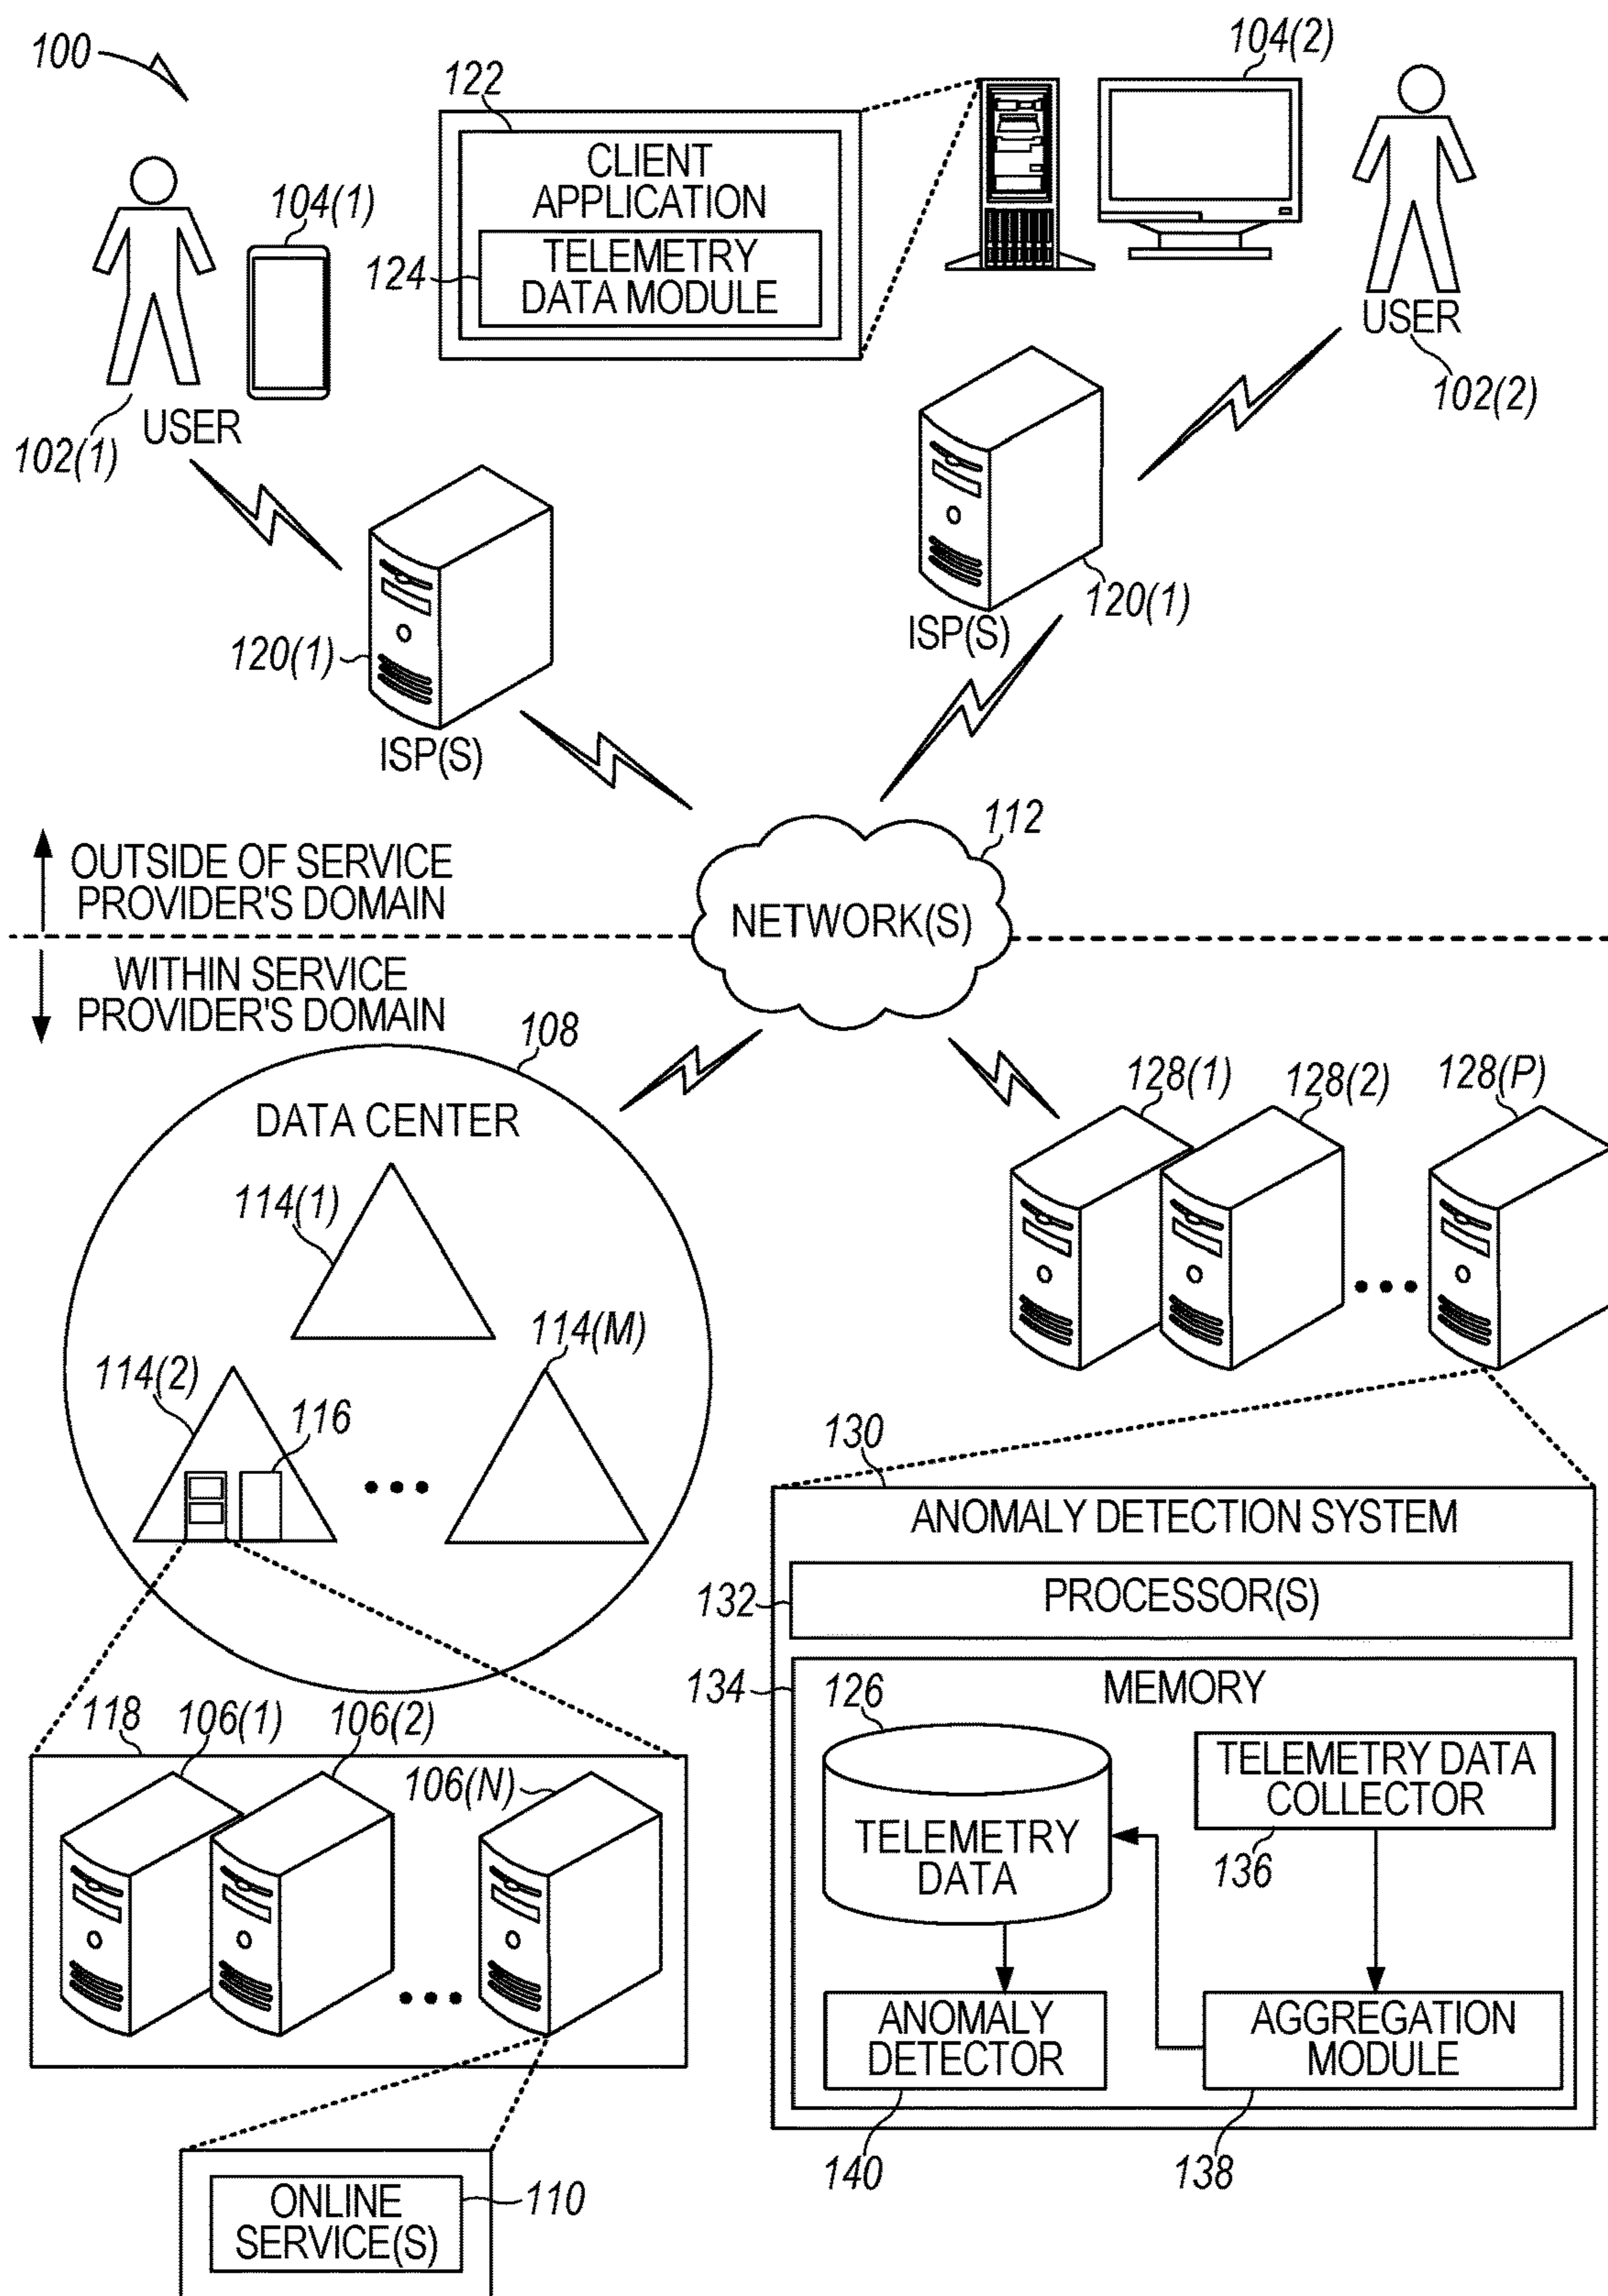 100
104(2)
122
CLIENT
APPLICATION
104(1)
TELEMETRY
DATA MODULE
124
USER
102(2)
USER
102(1)
120(1)
ISP(S)
120(1)
ISP(S)
112
OUTSIDE OF SERVICE
PROVIDER'S DOMAIN
NETWORK(S)
WITHIN SERVICE
PROVIDER'S DOMAIN
108
DATA CENTER
128(1)
128(2)
128(P)
114(1)
114(M)
114(2)
116
130
ANOMALY DETECTION SYSTEM
132
PROCESSOR(S)
134
MEMORY
126
118
106(1)
106(2)
106(N)
TELEMETRY DATA
COLLECTOR
136
TELEMETRY
DATA
ANOMALY
DETECTOR
AGGREGATION
MODULE
140
138
ONLINE
SERVICE(S)
110